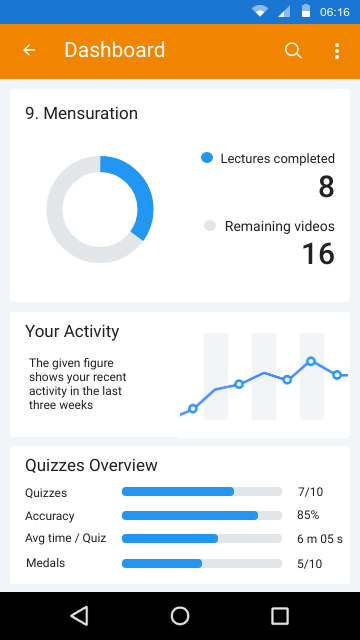 06:16
Dashboard
9. Mensuration
Lectures completed
8
Remaining videos
16
Your Activity
The given figure
shows your recent
activity in the last
three weeks
Quizzes Overview
Quizzes 7/10
Accuracy 85%
Avg time / Quiz 6 m 05 s
Medals 5/10